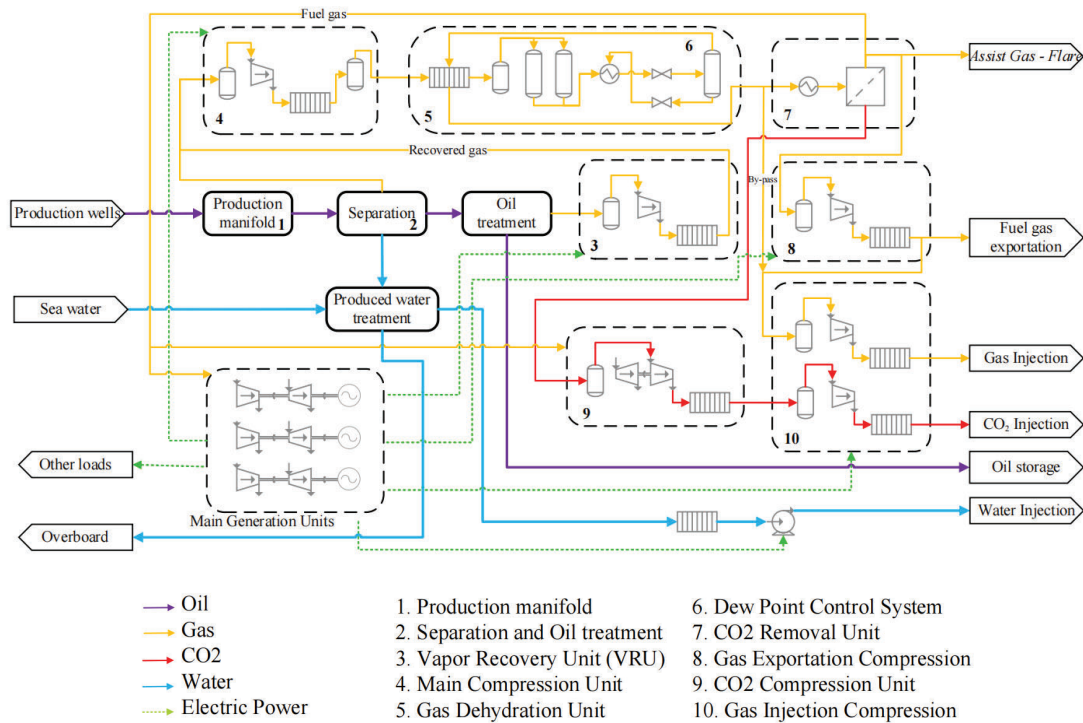 Fuel gas
Assist Gas - Flare
6
4
5
7
Recovered gas
By-pass
Production wells
Production
manifold 1
Separation
2
Oil
treatment
3
8
Fuel gas
exportation
Sea water
Produced water
treatment
Gas Injection
9
10
CO₂ Injection
Other loads
Oil storage
Main Generation Units
Water Injection
Overboard
Oil
Gas
CO2
Water
Electric Power
1. Production manifold
2. Separation and Oil treatment
3. Vapor Recovery Unit (VRU)
4. Main Compression Unit
5. Gas Dehydration Unit
6. Dew Point Control System
7. CO2 Removal Unit
8. Gas Exportation Compression
9. CO2 Compression Unit
10. Gas Injection Compression